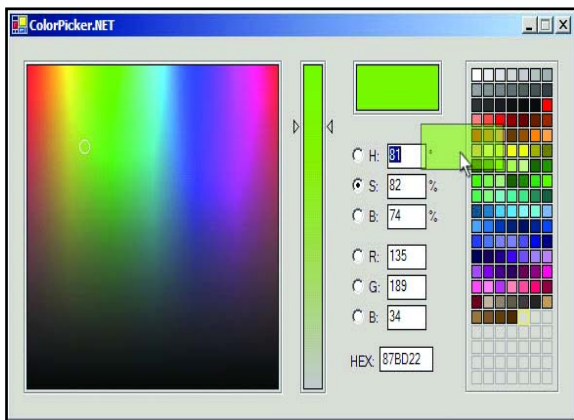 ColorPicker.NET
H: 81 °
S: 82 %
B: 74 %
R: 135
G: 189
B: 34
HEX: 87BD22